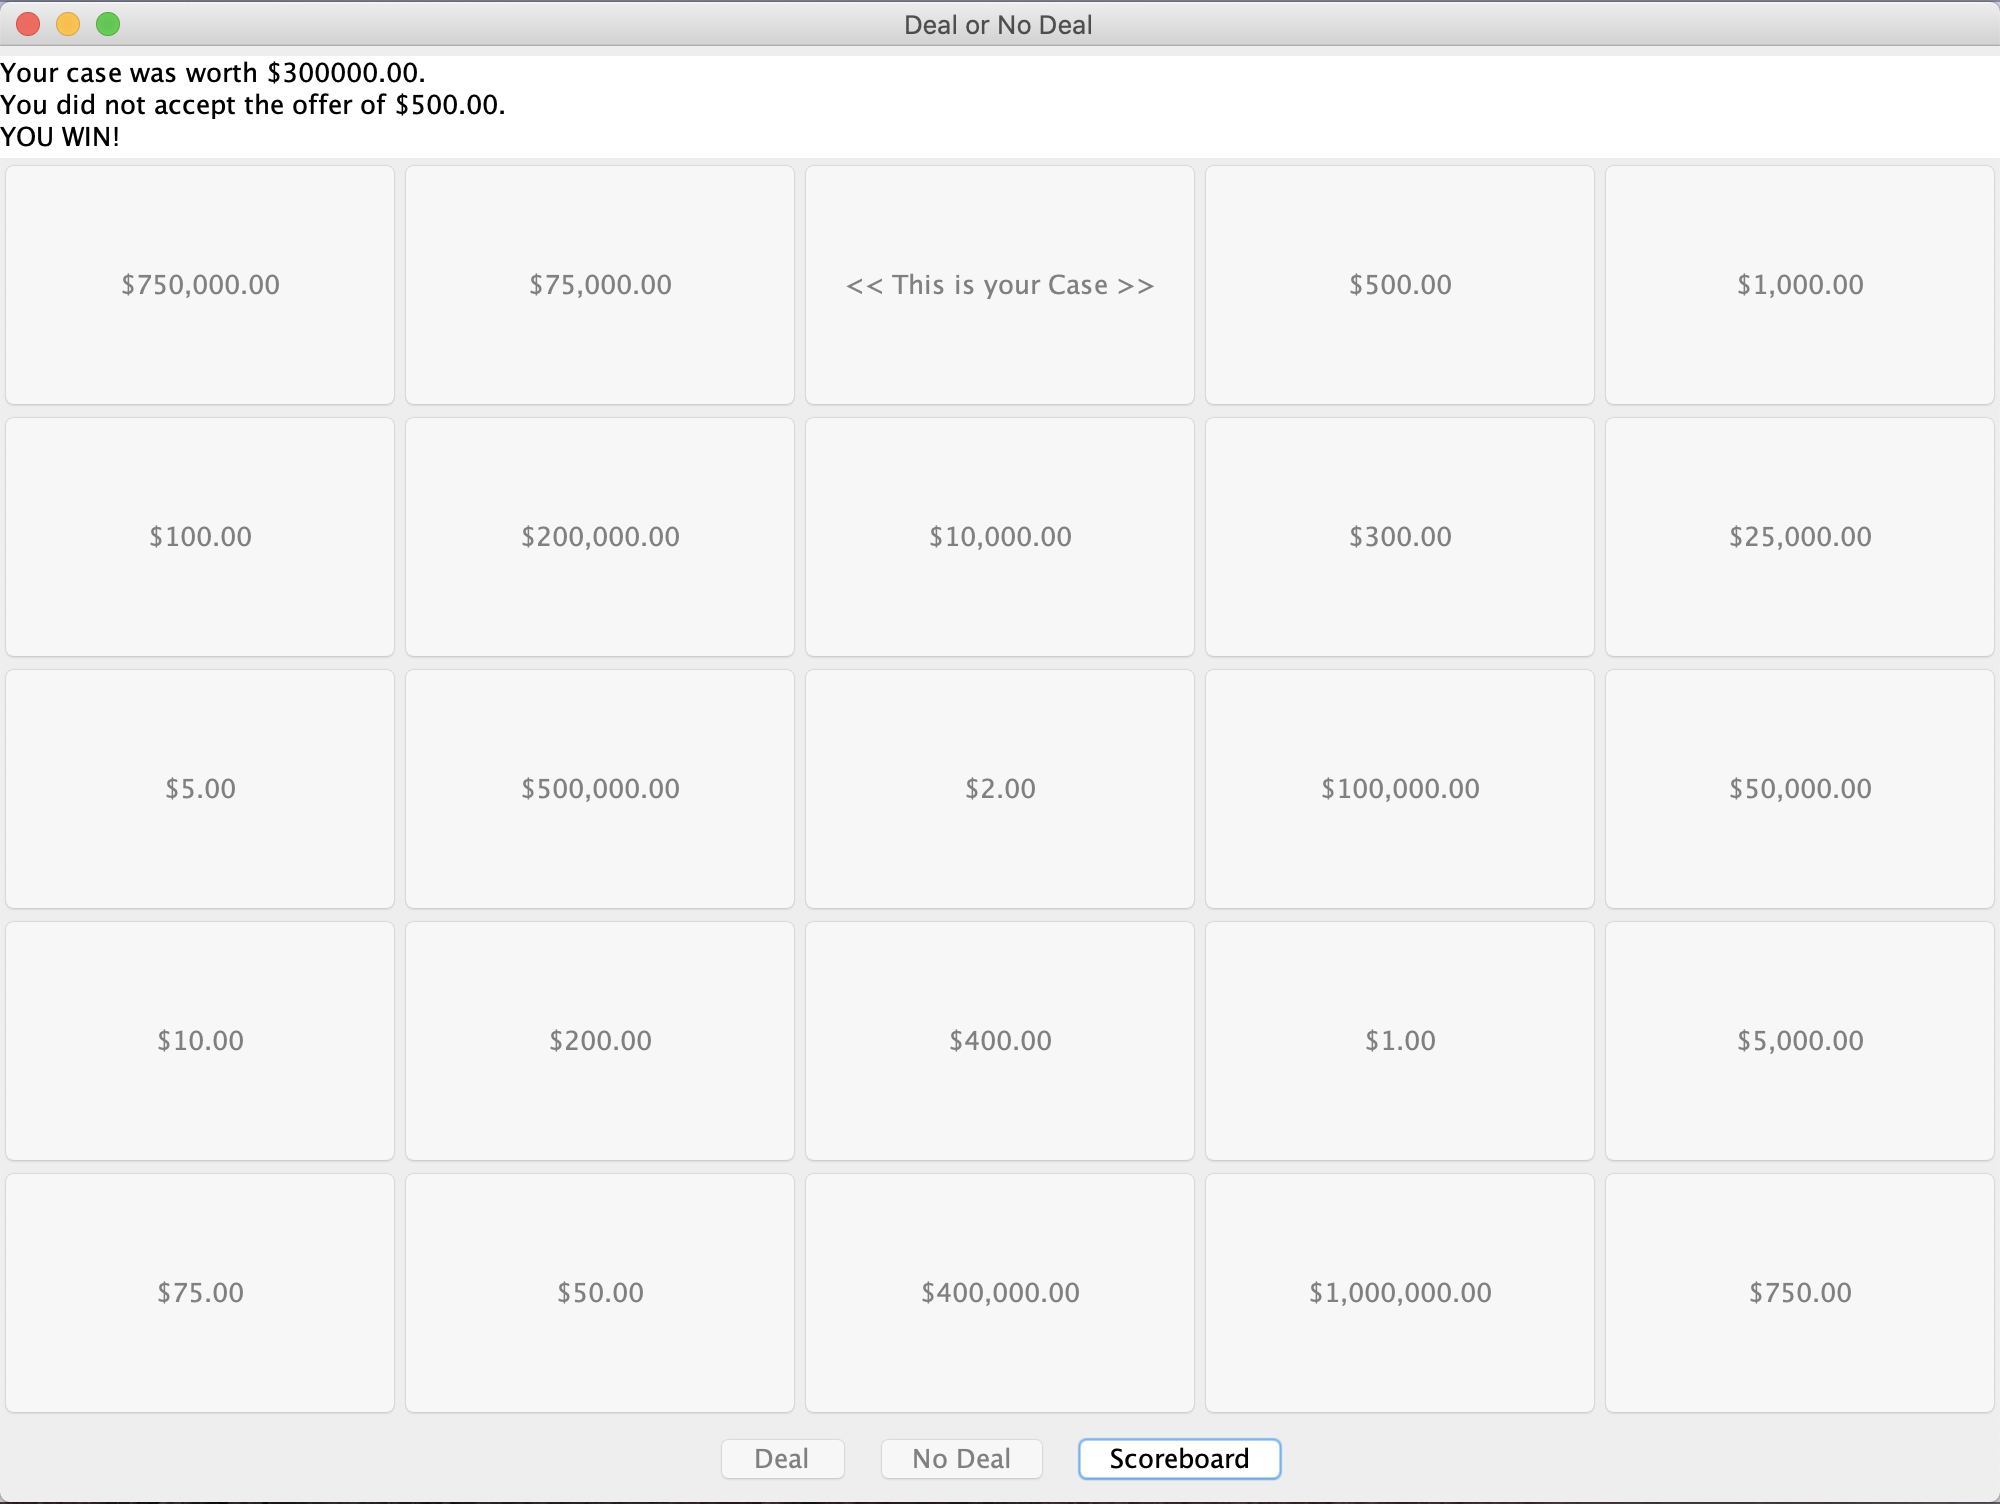 Deal or No Deal
Your case was worth $300000.00.
You did not accept the offer of $500.00.
YOU WIN!
$750,000.00 $75,000.00 << This is your Case >> $500.00 $1,000.00
$100.00 $200,000.00 $10,000.00 $300.00 $25,000.00
$5.00 $500,000.00 $2.00 $100,000.00 $50,000.00
$10.00 $200.00 $400.00 $1.00 $5,000.00
$75.00 $50.00 $400,000.00 $1,000,000.00 $750.00
Deal No Deal Scoreboard